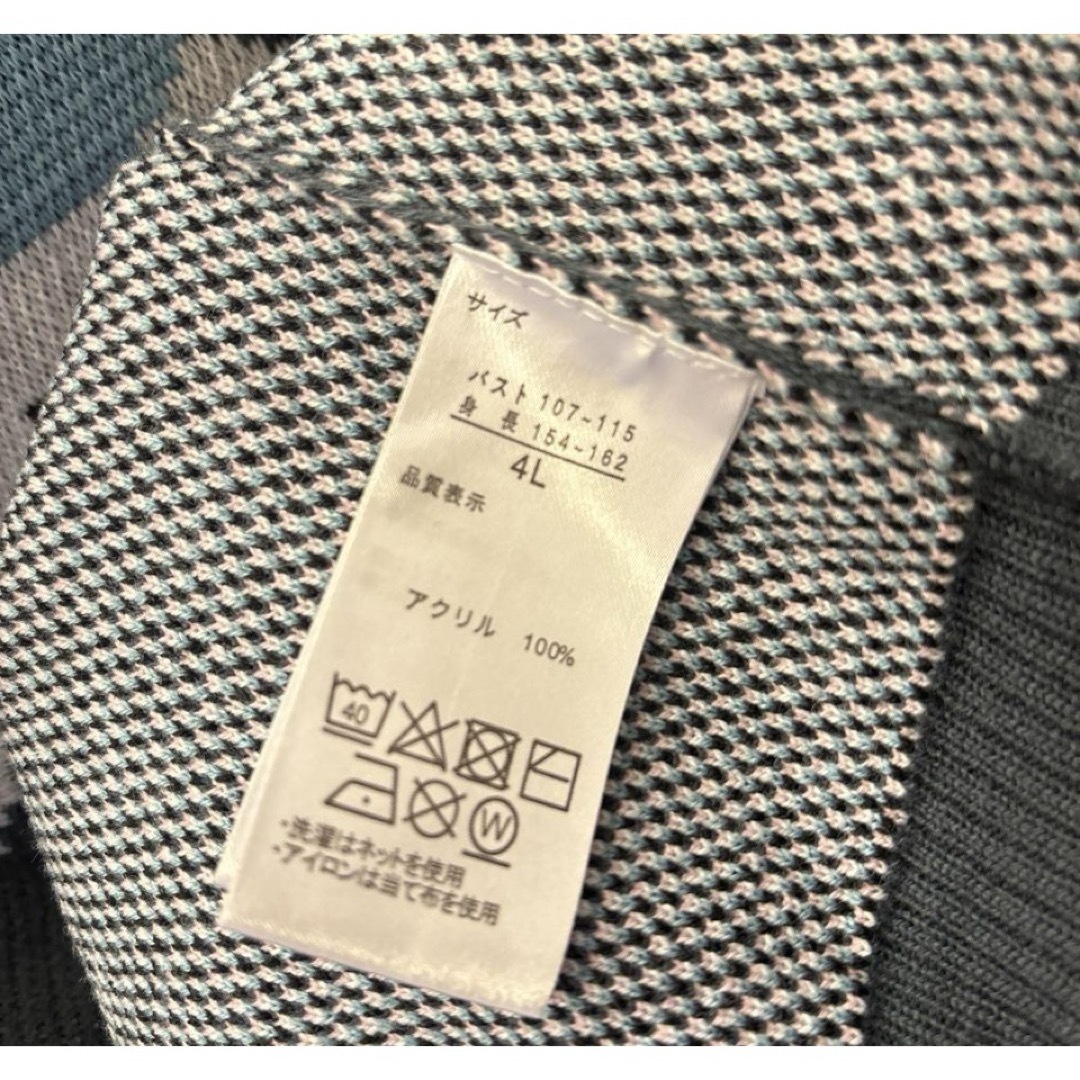 サイズ
バスト 107~115
身 長 154~162
4L
品質表示
アクリル 100%
40
W
・洗濯はネットを使用
・アイロンは当て布を使用